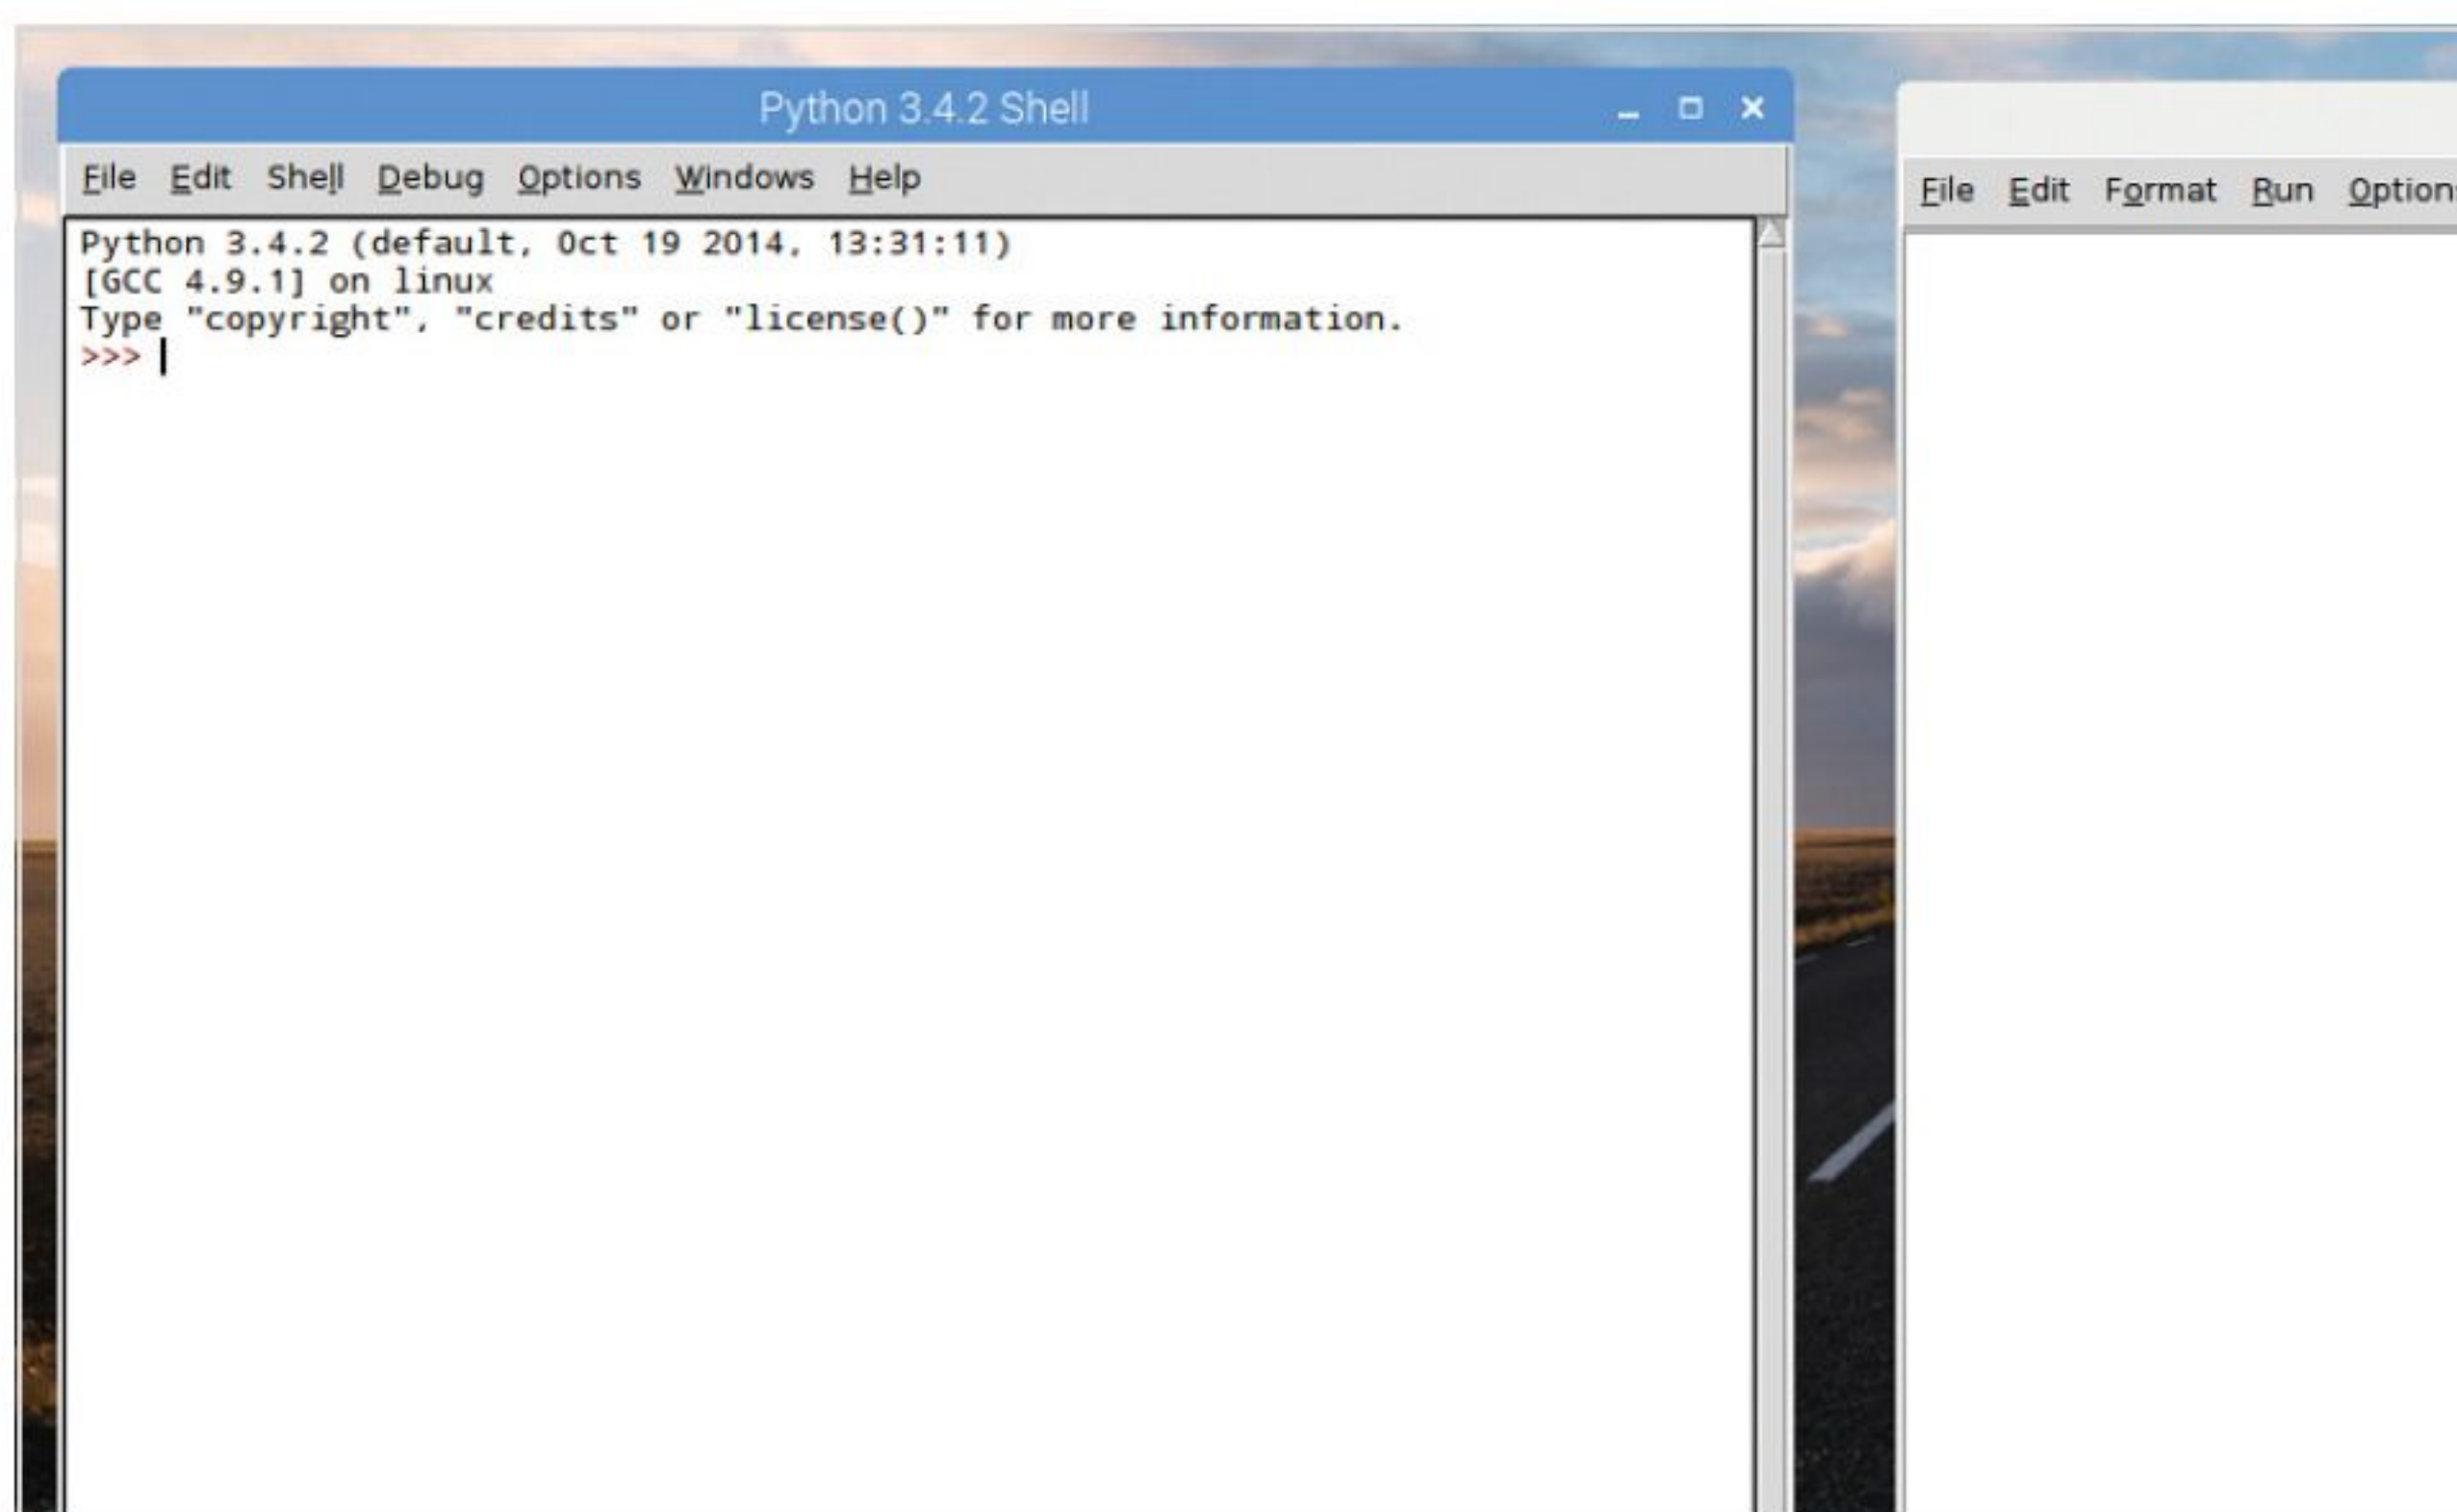 Python 3.4.2 Shell
File Edit Shell Debug Options Windows Help
Python 3.4.2 (default, Oct 19 2014, 13:31:11)
[GCC 4.9.1] on linux
Type "copyright", "credits" or "license()" for more information.
>>>
File Edit Format Run Options